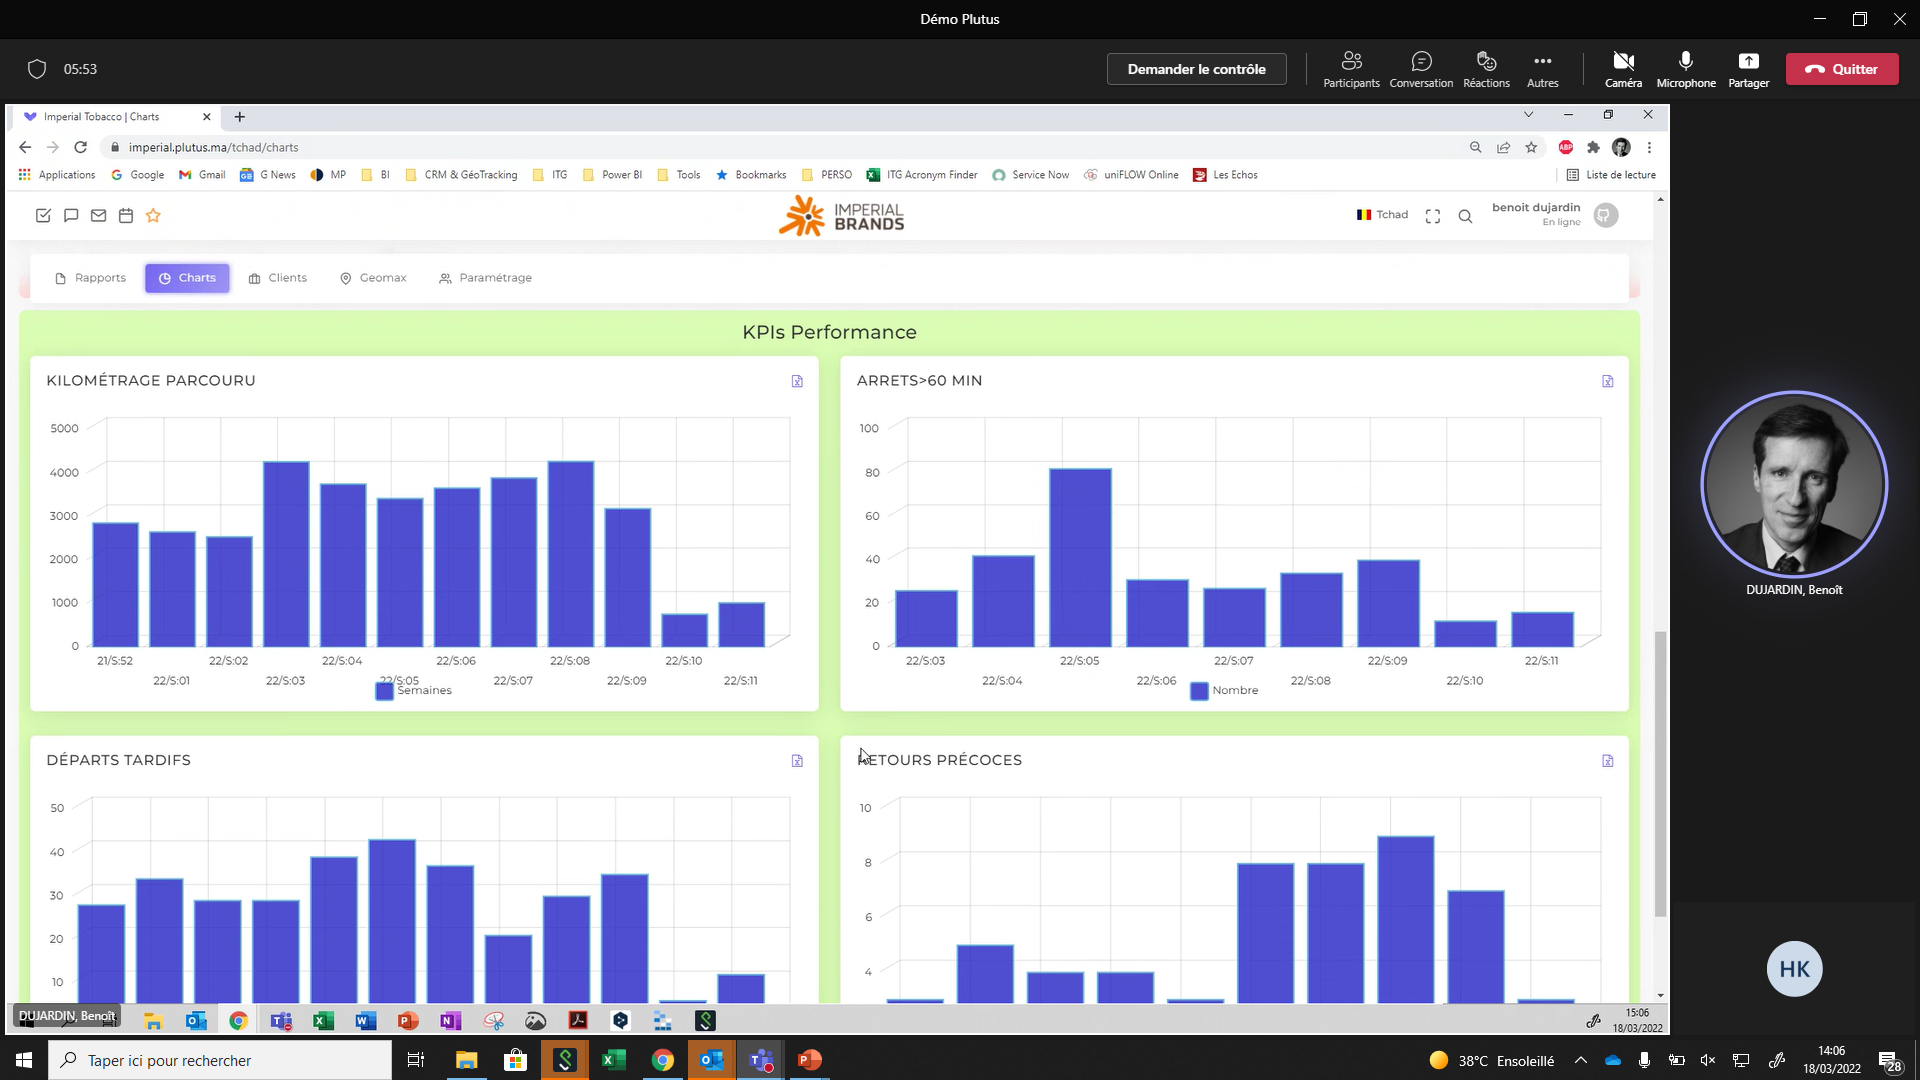 Démo Plutus
05:53
Demander le contrôle
Participants
Conversation
Réactions
Autres
Caméra
Microphone
Partager
Quitter
Imperial Tobacco | Charts
imperial.plutus.ma/tchad/charts
ABP
Applications
Google
Gmail
G News
MP
BI
CRM & GéoTracking
ITG
Power BI
Tools
Bookmarks
PERSO
ITG Acronym Finder
Service Now
uniFLOW Online
Les Echos
Liste de lecture
IMPERIAL
BRANDS
Tchad
benoit dujardin
En ligne
Rapports
Charts
Clients
Geomax
Paramétrage
KPIs Performance
KILOMÉTRAGE PARCOURU
5000
4000
3000
2000
1000
0
21/S:52
22/S:02
22/S:04
22/S:06
22/S:08
22/S:10
22/S:01
22/S:03
22/S:05
22/S:07
22/S:09
22/S:11
Semaines
ARRETS>60 MIN
100
80
60
40
20
0
22/S:03
22/S:05
22/S:07
22/S:09
22/S:11
22/S:04
22/S:06
22/S:08
22/S:10
Nombre
DÉPARTS TARDIFS
50
40
30
20
10
RETOURS PRÉCOCES
10
8
6
4
DUJARDIN, Benoît
HK
DUJARDIN, Benoît
15:06
18/03/2022
Taper ici pour rechercher
38°C Ensoleillé
14:06
18/03/2022
28